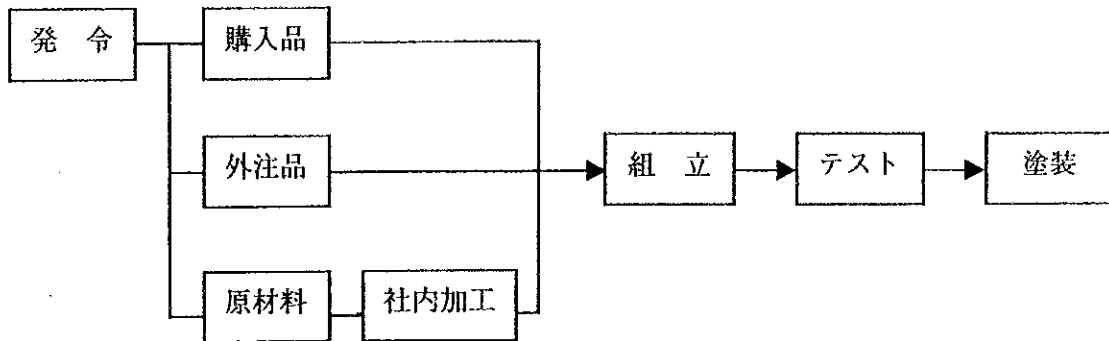 発 令
購入品
外注品
原材料
社内加工
組 立
テスト
塗装